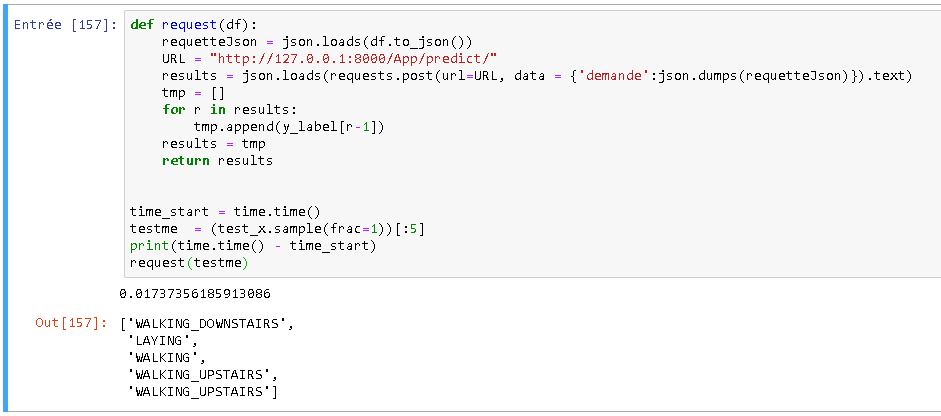 Entrée [157]: def request(df):
    requetteJson = json.loads(df.to_json())
    URL = "http://127.0.0.1:8000/App/predict/"
    results = json.loads(requests.post(url=URL, data = {'demande':json.dumps(requetteJson)}).text)
    tmp = []
    for r in results:
        tmp.append(y_label[r-1])
    results = tmp
    return results
time_start = time.time()
testme  = (test_x.sample(frac=1))[:5]
print(time.time() - time_start)
request(testme)
0.01737356185913086
Out[157]: ['WALKING_DOWNSTAIRS',
 'LAYING',
 'WALKING',
 'WALKING_UPSTAIRS',
 'WALKING_UPSTAIRS']